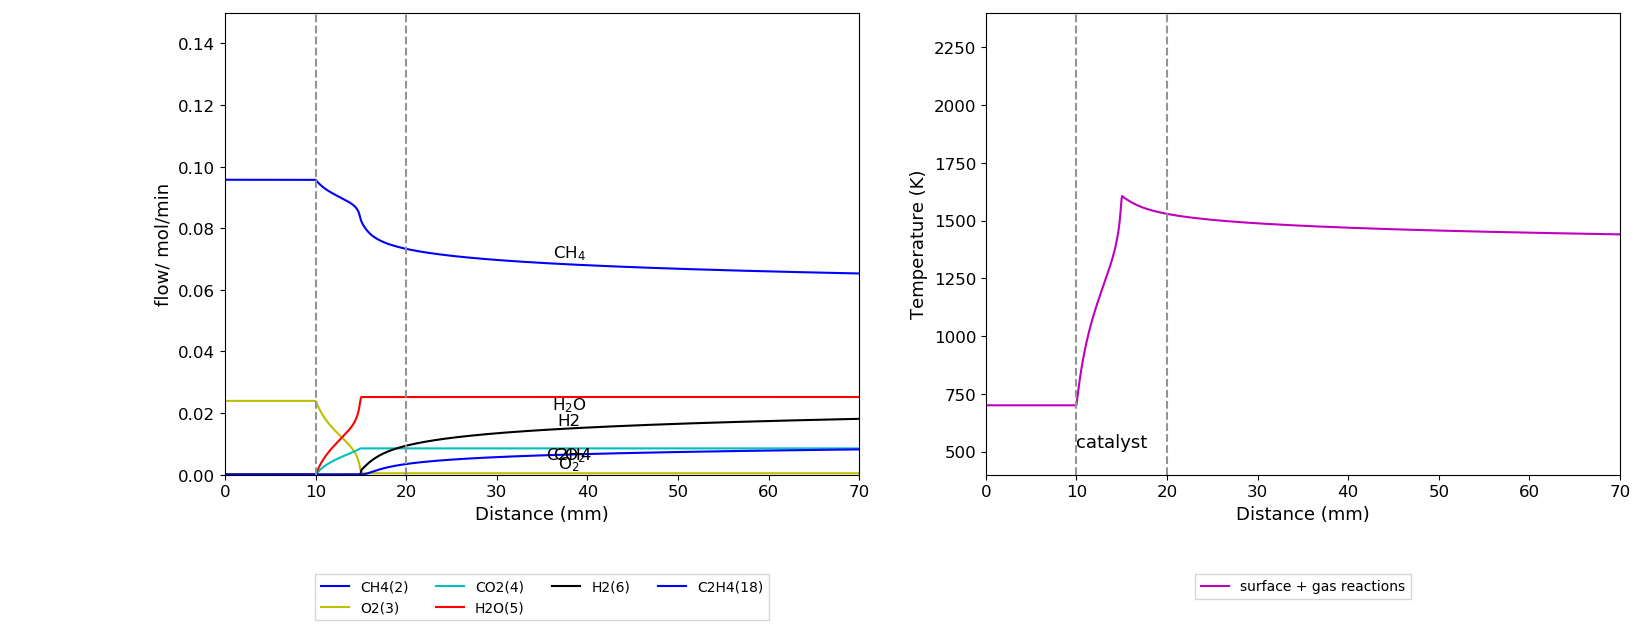 0.14
0.12
0.10
0.08
0.06
0.04
0.02
0.00
flow/ mol/min
CH₄
H₂O
H2
O₂
0 10 20 30 40 50 60 70
Distance (mm)
CH4(2) CO2(4) H2(6) C2H4(18)
O2(3) H2O(5)
2250
2000
1750
1500
1250
1000
750
500
Temperature (K)
catalyst
0 10 20 30 40 50 60 70
Distance (mm)
surface + gas reactions